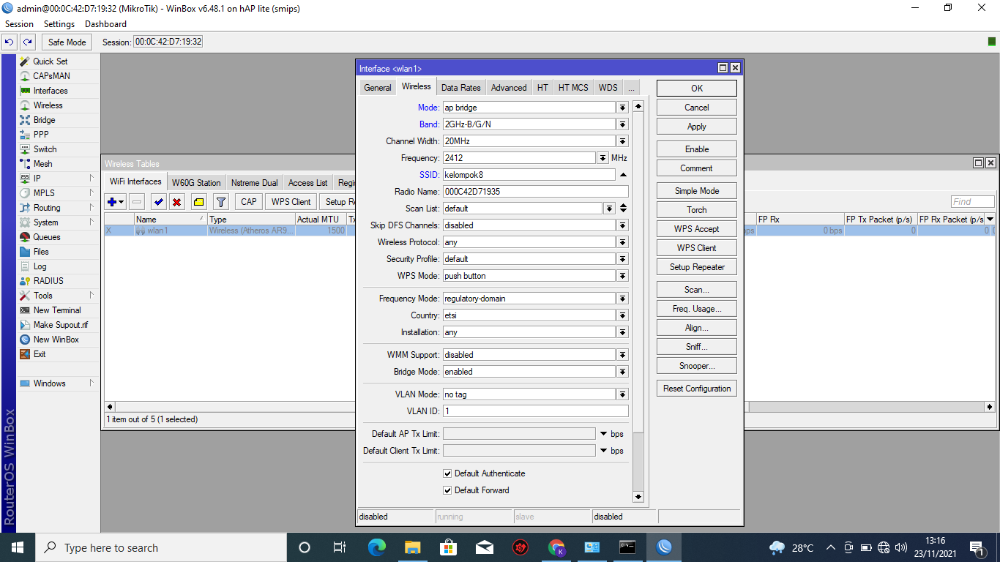 admin@00:0C:42:D7:19:32 (MikroTik) - WinBox v6.48.1 on hAP lite (smips)
Session Settings Dashboard
Safe Mode Session: 00:0C:42:D7:19:32
Quick Set
CAPsMAN
Interfaces
Wireless
Bridge
PPP
Switch
Mesh
IP
MPLS
Routing
System
Queues
Files
Log
RADIUS
Tools
New Terminal
Make Supout.rif
New WinBox
Exit
Windows
RouterOS WinBox
Wireless Tables
WiFi Interfaces W60G Station Nstreme Dual Access List Regis
CAP WPS Client Setup Re
Find
Name / Type Actual MTU Tx FP Rx FP Tx Packet (p/s) FP Rx Packet (p/s
X wlan1 Wireless (Atheros AR9... 1500 bps 0 bps 0 0
1 item out of 5 (1 selected)
Interface <wlan1>
General Wireless Data Rates Advanced HT HT MCS WDS ...
Mode: ap bridge
Band: 2GHz-B/G/N
Channel Width: 20MHz
Frequency: 2412 MHz
SSID: kelompok8
Radio Name: 000C42D71935
Scan List: default
Skip DFS Channels: disabled
Wireless Protocol: any
Security Profile: default
WPS Mode: push button
Frequency Mode: regulatory-domain
Country: etsi
Installation: any
WMM Support: disabled
Bridge Mode: enabled
VLAN Mode: no tag
VLAN ID: 1
Default AP Tx Limit: bps
Default Client Tx Limit: bps
Default Authenticate
Default Forward
OK
Cancel
Apply
Enable
Comment
Simple Mode
Torch
WPS Accept
WPS Client
Setup Repeater
Scan...
Freq. Usage...
Align...
Sniff...
Snooper...
Reset Configuration
disabled running slave disabled
Type here to search
K
28°C
13:16
23/11/2021
1